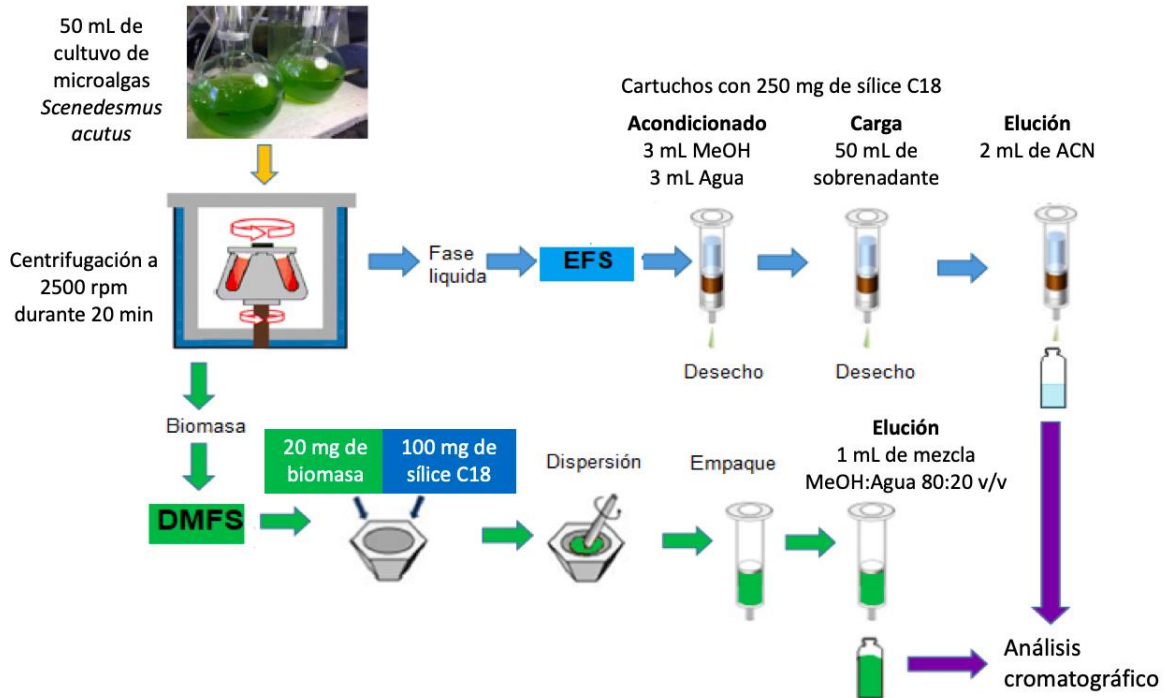 50 mL de
cultuvo de
microalgas
Scenedesmus
acutus
Cartuchos con 250 mg de sílice C18
Acondicionado
3 mL MeOH
3 mL Agua
Carga
50 mL de
sobrenadante
Elución
2 mL de ACN
Centrifugación a
2500 rpm
durante 20 min
Fase
liquida
EFS
Desecho
Desecho
Biomasa
DMFS
20 mg de
biomasa
100 mg de
sílice C18
Dispersión
Empaque
Elución
1 mL de mezcla
MeOH:Agua 80:20 v/v
Análisis
cromatográfico